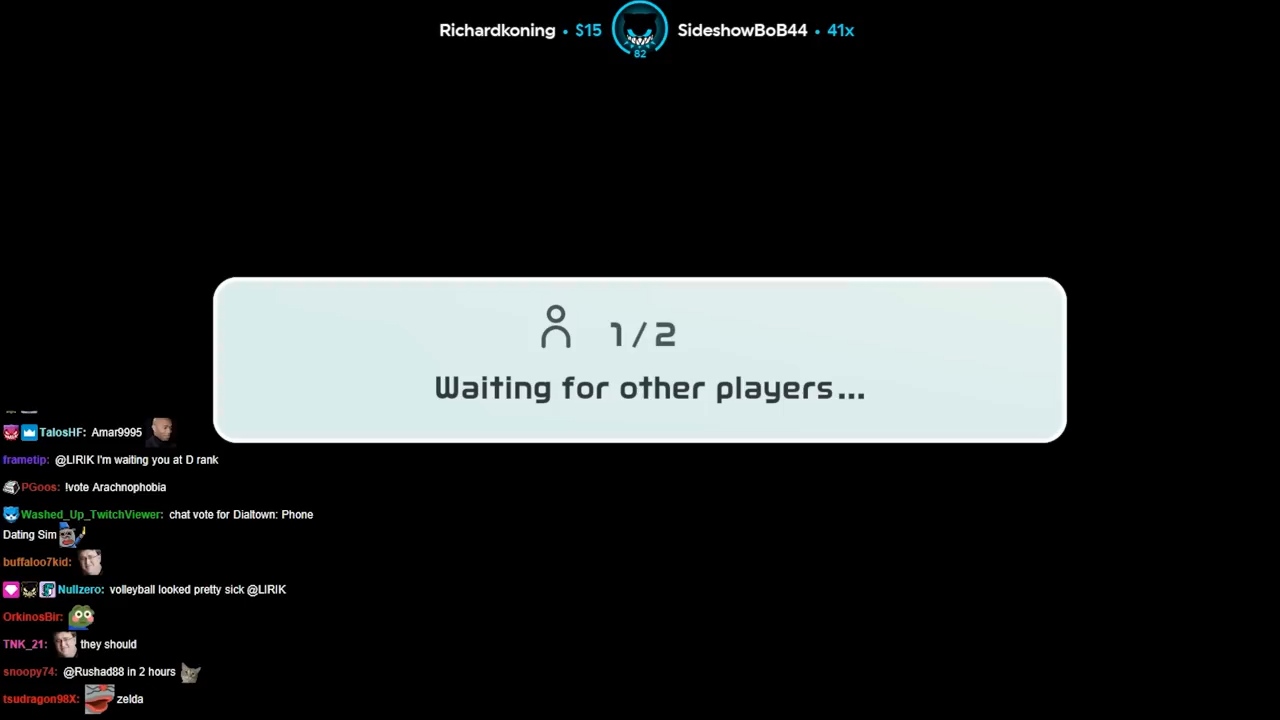 Richardkoning • $15 SideshowBoB44 • 41x
82
1/2
Waiting for other players...
TalosHF: Amar9995
frametip: @LIRIK I'm waiting you at D rank
PGoos: !vote Arachnophobia
Washed_Up_TwitchViewer: chat vote for Dialtown: Phone
Dating Sim
buffaloo7kid:
Nullzero: volleyball looked pretty sick @LIRIK
OrkinosBir:
TNK_21: they should
snoopy74: @Rushad88 in 2 hours
tsudragon98X: zelda